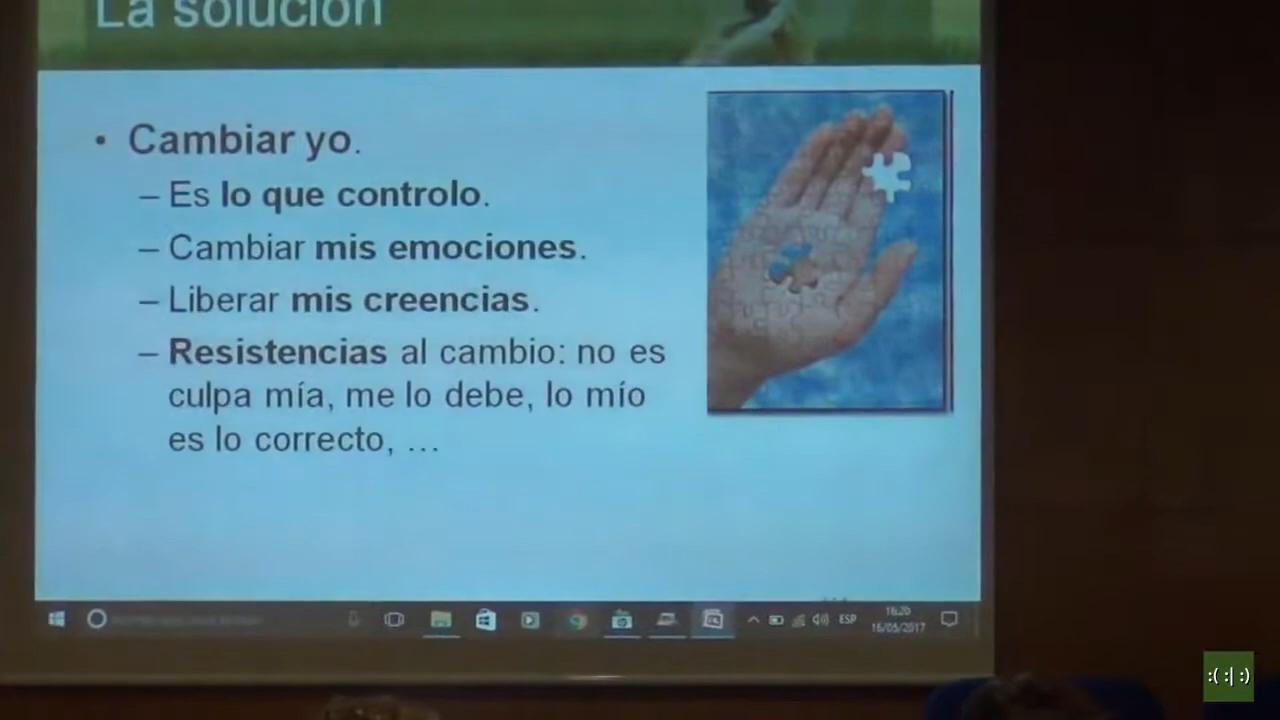 La solución
• Cambiar yo.
– Es lo que controlo.
– Cambiar mis emociones.
– Liberar mis creencias.
– Resistencias al cambio: no es
culpa mía, me lo debe, lo mío
es lo correcto, …
ESP
16:20
16/05/2017
:( :| :)